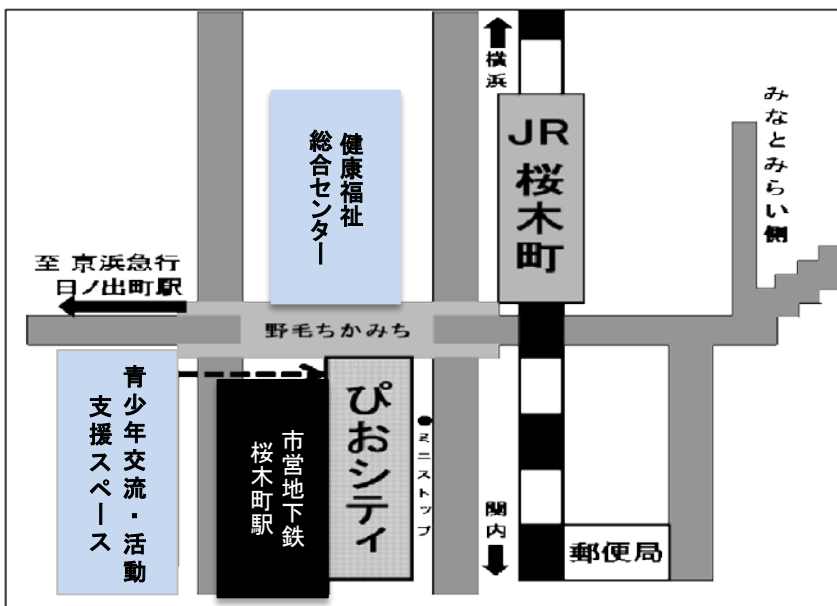 横浜
JR桜木町
みなとみらい側
健康福祉
総合センター
至 京浜急行
日ノ出町駅
野毛ちかみち
青少年交流・活動
支援スペース
市営地下鉄
桜木町駅
ぴおシティ
ミニストップ
関内
郵便局